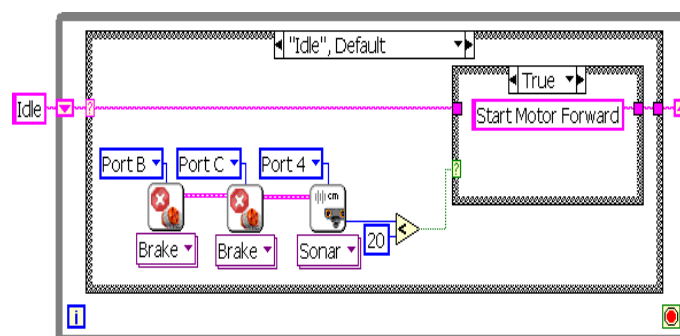 "Idle", Default
True
Idle
Start Motor Forward
Port B
Port C
Port 4
cm
20
<
Brake
Brake
Sonar
i
?
?